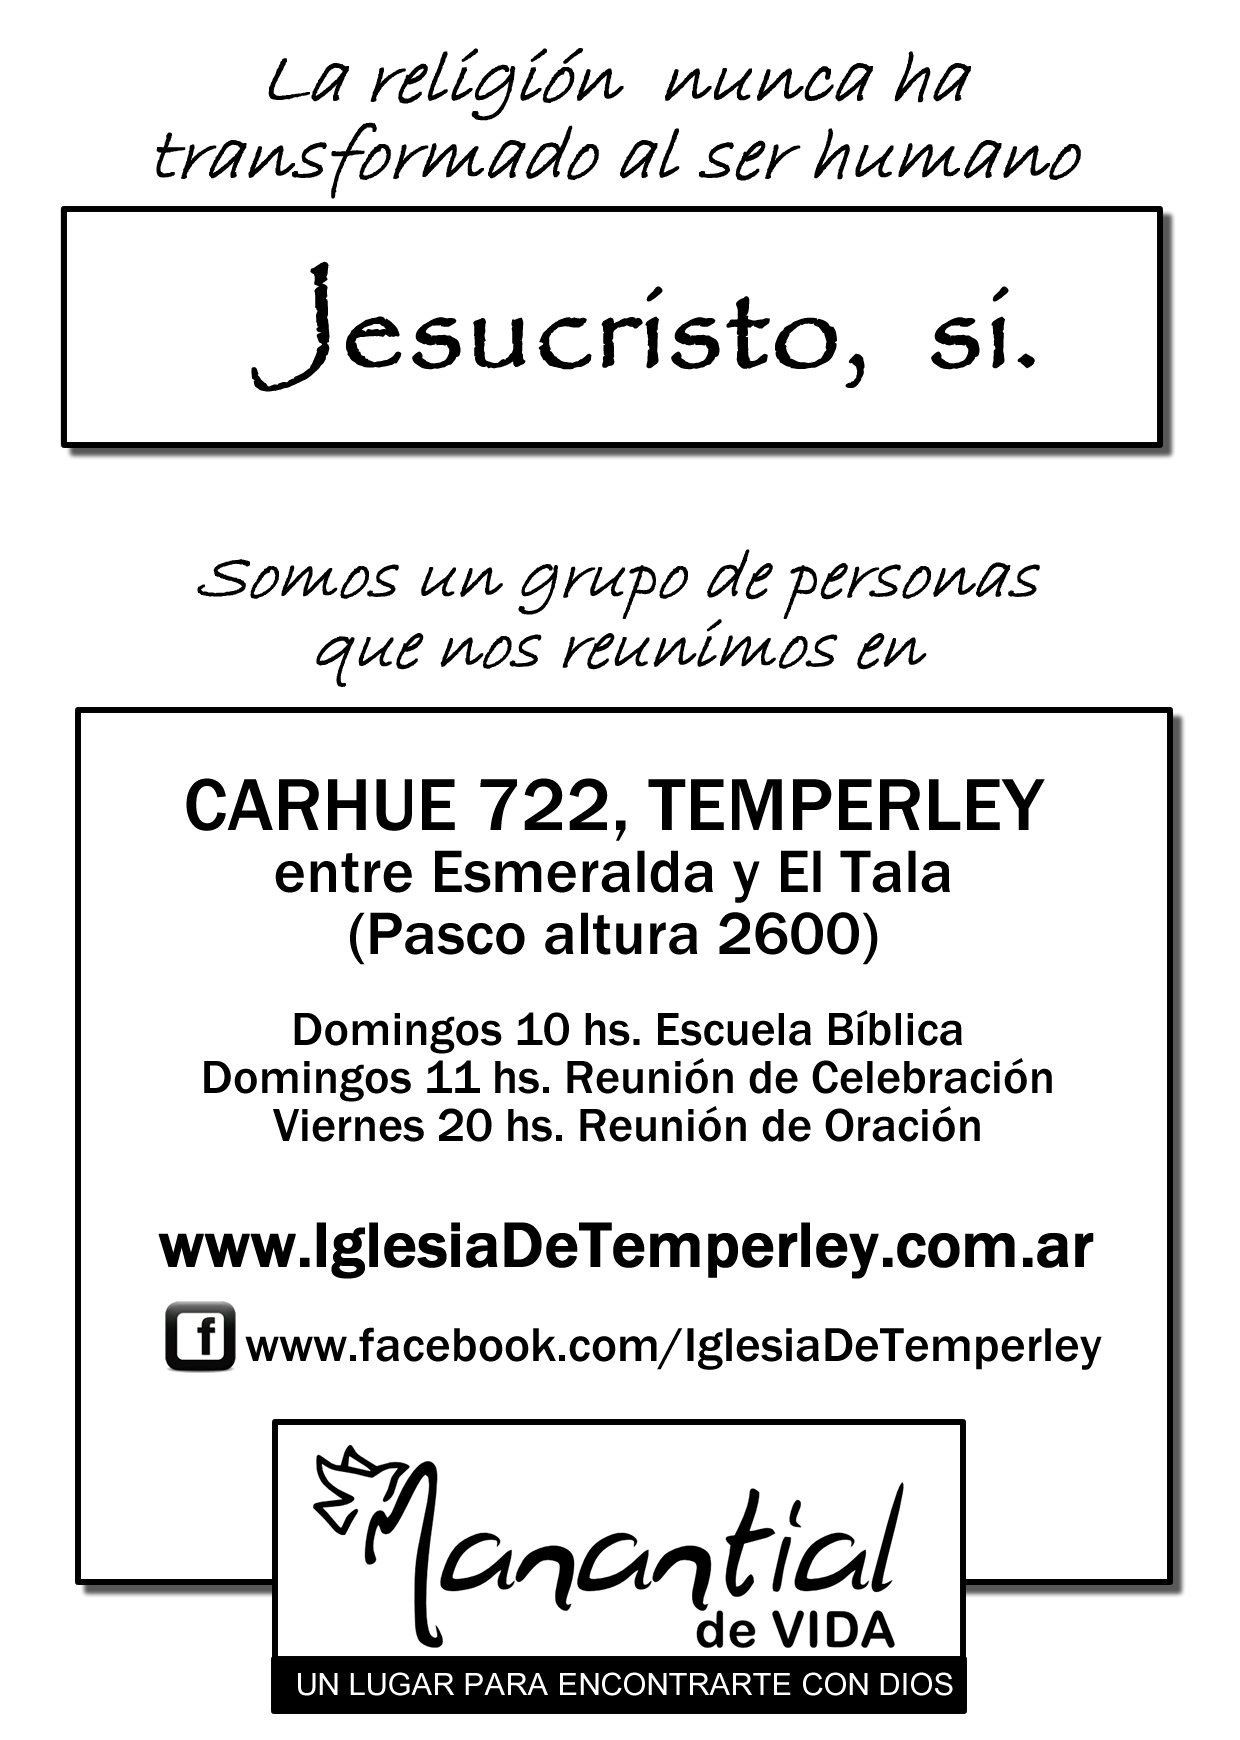 La religión nunca ha
transformado al ser humano
Jesucristo, sí.
Somos un grupo de personas
que nos reunimos en
CARHUE 722, TEMPERLEY
entre Esmeralda y El Tala
(Pasco altura 2600)
Domingos 10 hs. Escuela Bíblica
Domingos 11 hs. Reunión de Celebración
Viernes 20 hs. Reunión de Oración
www.IglesiaDeTemperley.com.ar
f www.facebook.com/IglesiaDeTemperley
Manantial
de VIDA
UN LUGAR PARA ENCONTRARTE CON DIOS